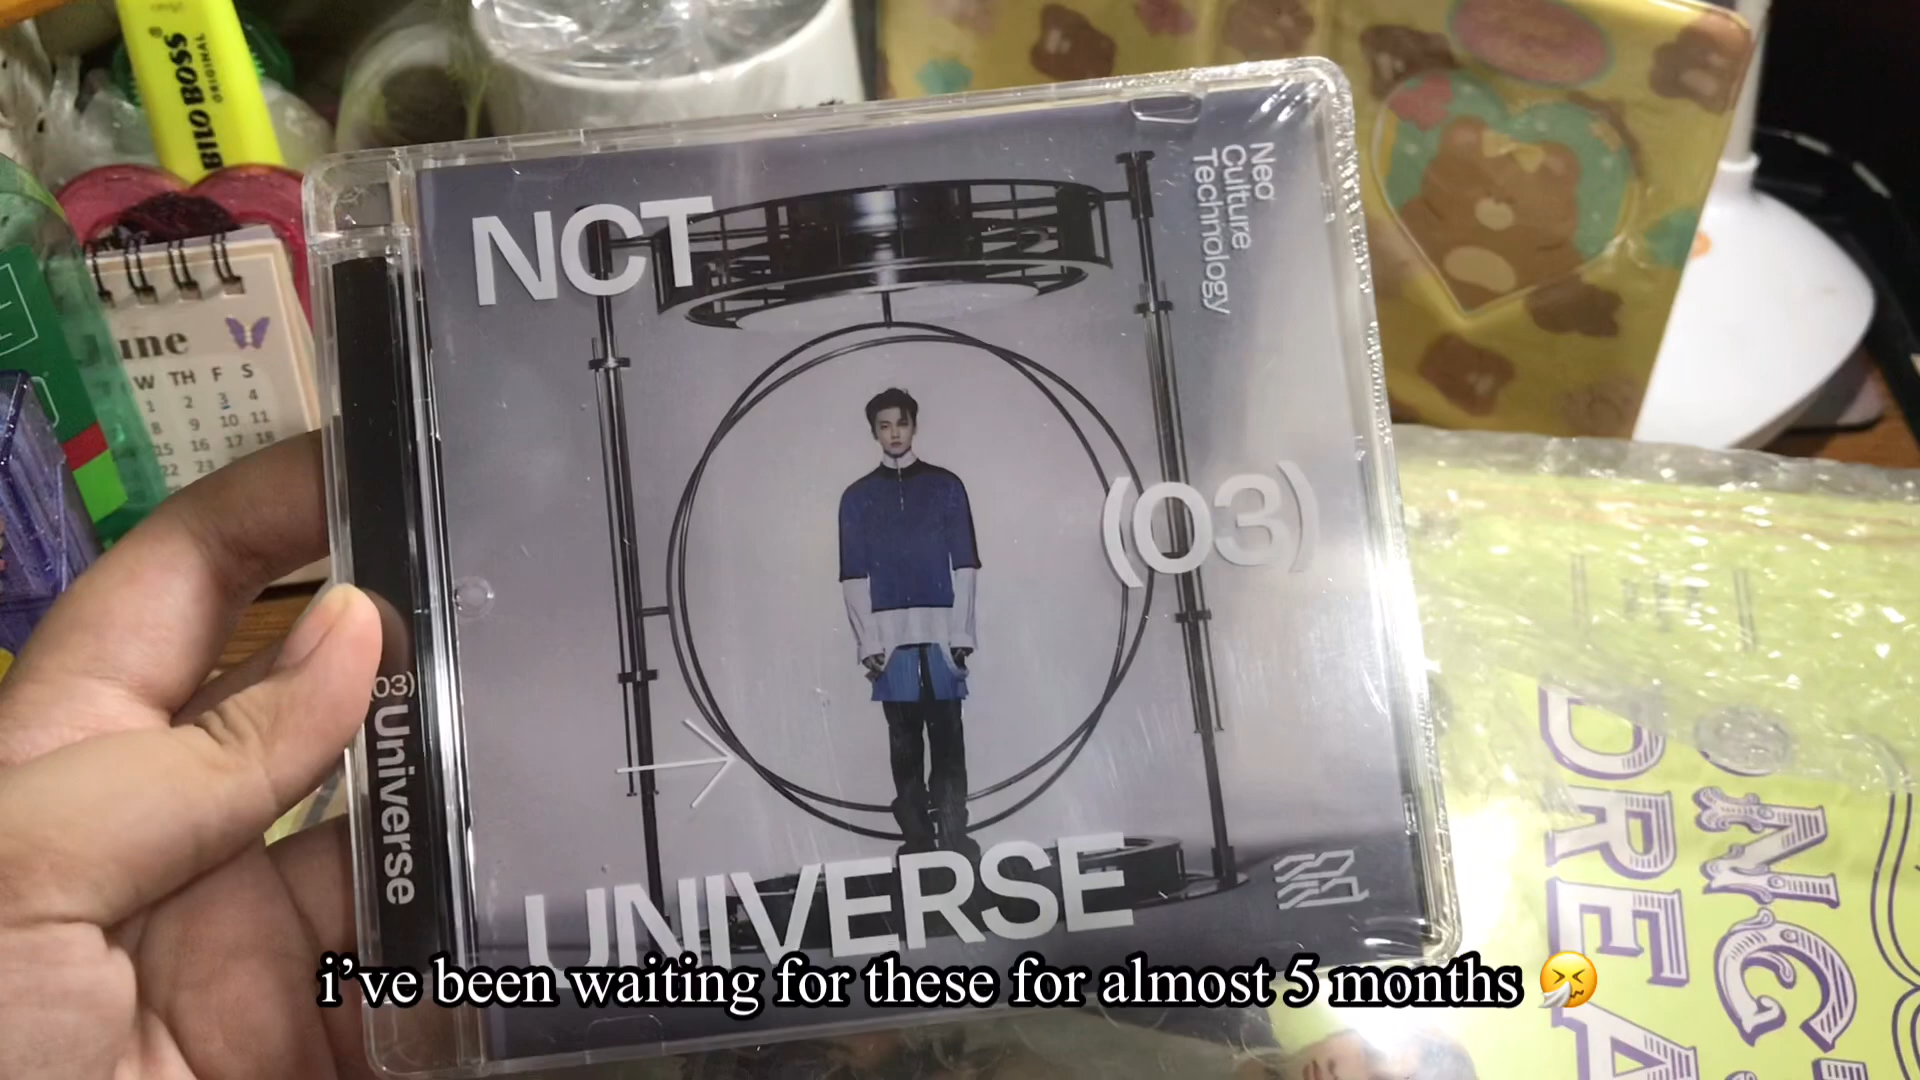 BOSS
ORIGINAL
June
W TH F S
1 2 3 4
8 9 10 11
15 16 17 18
22 23
NCT
Neo
Culture
Technology
(03)
UNIVERSE
(03) Universe
NC
DREA
i’ve been waiting for these for almost 5 months 🤧